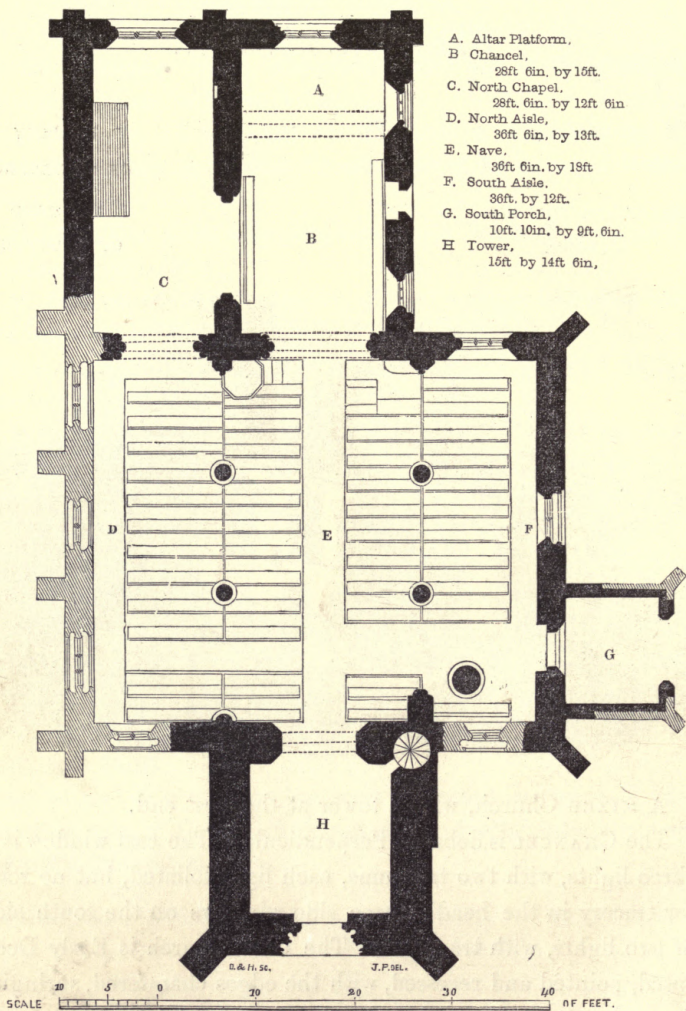 A. Altar Platform,
B Chancel,
28ft 6in. by 15ft.
C. North Chapel,
28ft. 6in. by 12ft 6in
D. North Aisle,
36ft 6in. by 13ft.
E. Nave,
36ft 6in. by 18ft
F. South Aisle,
36ft. by 12ft.
G. South Porch,
10ft. 10in. by 9ft. 6in.
H Tower,
15ft by 14ft 6in,
A
B
C
D
E
F
G
H
J.P. DEL.
SCALE 10 5 0 10 20 30 40 OF FEET.